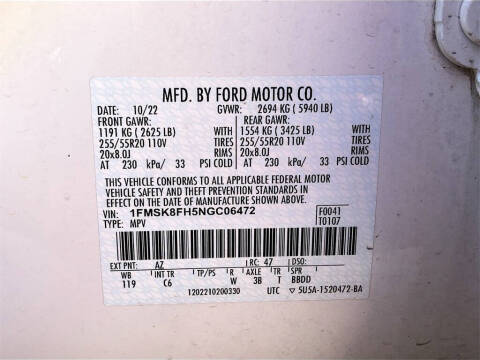 MFD. BY FORD MOTOR CO.
DATE: 10/22 GVWR: 2694 KG (5940 LB)
FRONT GAWR: REAR GAWR:
1191 KG (2625 LB) WITH 1554 KG (3425 LB) WITH
255/55R20 110V TIRES 255/55R20 110V TIRES
20x8.0J RIMS 20x8.0J RIMS
AT 230 kPa/ 33 PSI COLD AT 230 kPa/ 33 PSI COLD
THIS VEHICLE CONFORMS TO ALL APPLICABLE FEDERAL MOTOR
VEHICLE SAFETY AND THEFT PREVENTION STANDARDS IN
EFFECT ON THE DATE OF MANUFACTURE SHOWN ABOVE.
VIN: 1FMSK8FH5NGC06472 F0041
TYPE: MPV T0107
EXT PNT: AZ RC: 47 DSO:
WB INT TR TP/PS R AXLE TR SPR
119 C6 W 3B T BBDD
1202210200330 UTC ▽ 5U5A-1520472-BA